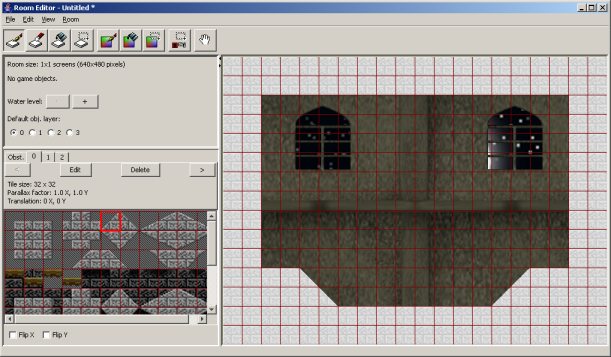 Room Editor - Untitled *
File Edit View Room
Room size: 1x1 screens (640x480 pixels)
No game objects.
Water level: - +
Default obj. layer:
0 1 2 3
Obst. 0 1 2
< Edit Delete >
Tile size: 32 x 32
Parallax factor: 1.0 X, 1.0 Y
Translation: 0 X, 0 Y
Flip X Flip Y